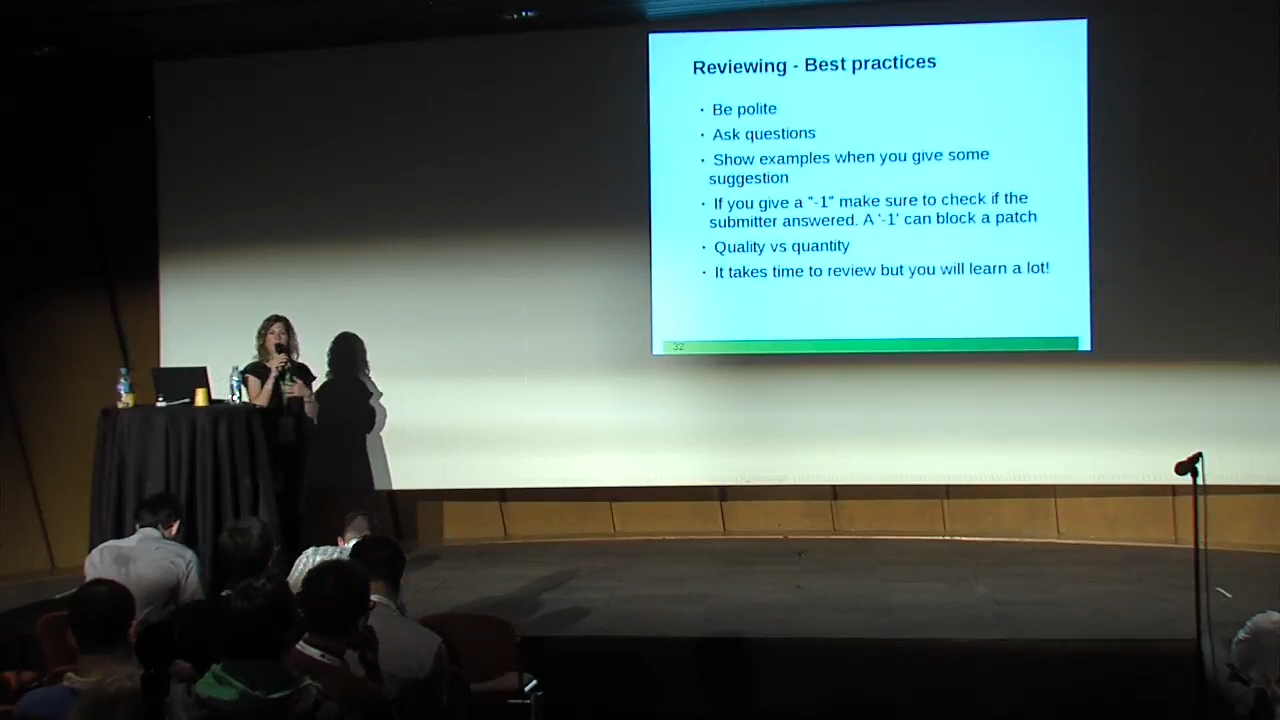 Reviewing - Best practices
· Be polite
· Ask questions
· Show examples when you give some
suggestion
· If you give a "-1" make sure to check if the
submitter answered. A '-1' can block a patch
· Quality vs quantity
· It takes time to review but you will learn a lot!
32